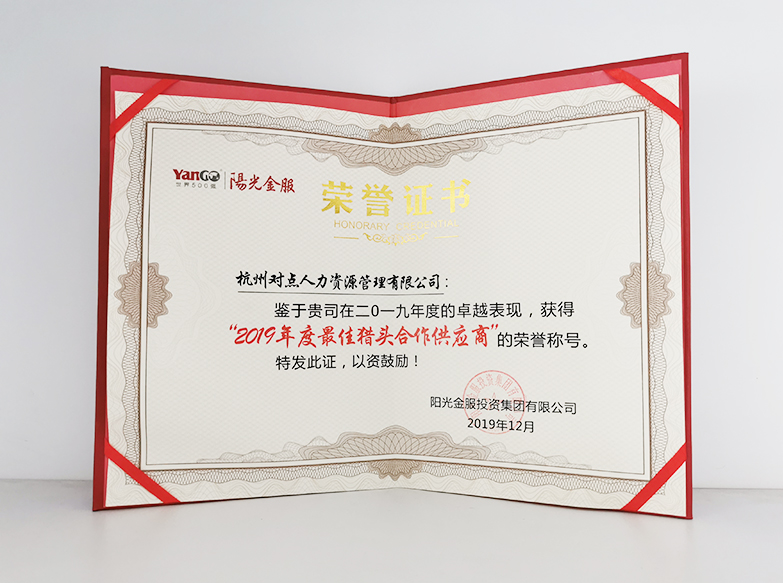 YanGO 陽光金服
世界500强
荣誉证书
HONORARY CREDENTIAL
杭州对点人力资源管理有限公司：
鉴于贵司在二0一九年度的卓越表现，获得
“2019年度最佳猎头合作供应商”的荣誉称号。
特发此证，以资鼓励！
阳光金服投资集团有限公司
2019年12月